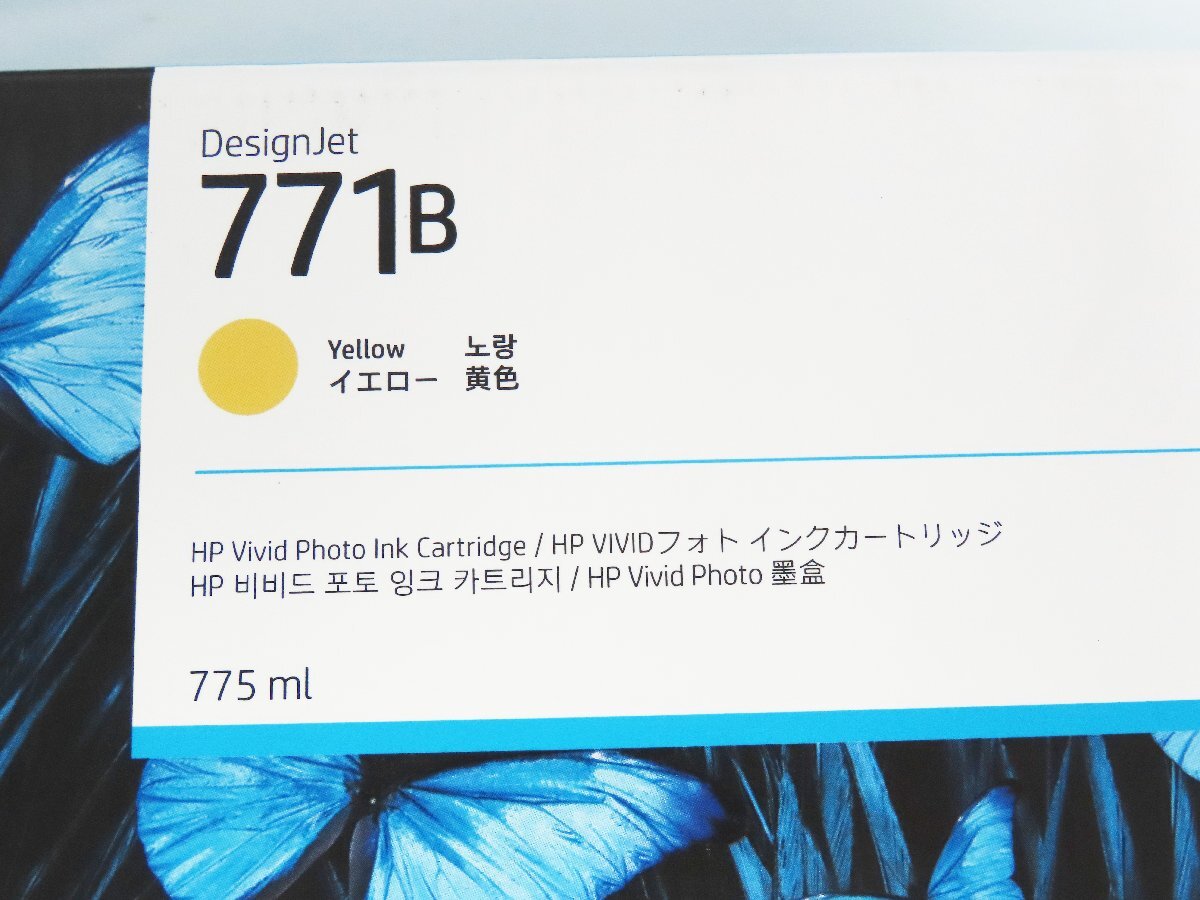 DesignJet
771B
Yellow 노랑
イエロー 黄色
HP Vivid Photo Ink Cartridge / HP VIVIDフォト インクカートリッジ
HP 비비드 포토 잉크 카트리지 / HP Vivid Photo 墨盒
775 ml